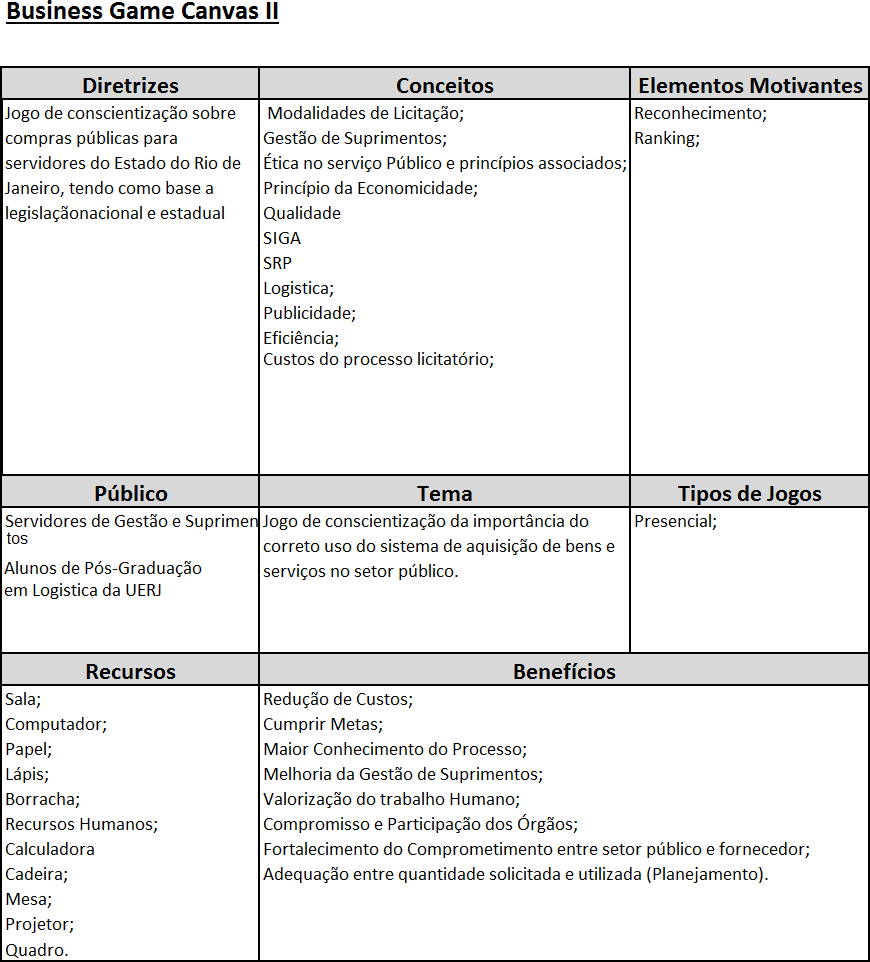 Business Game Canvas II
Diretrizes
Jogo de conscientização sobre
compras públicas para
servidores do Estado do Rio de
Janeiro, tendo como base a
legislaçãonacional e estadual
Conceitos
Modalidades de Licitação;
Gestão de Suprimentos;
Ética no serviço Público e princípios associados;
Princípio da Economicidade;
Qualidade
SIGA
SRP
Logistica;
Publicidade;
Eficiência;
Custos do processo licitatório;
Elementos Motivantes
Reconhecimento;
Ranking;
Público
Servidores de Gestão e Suprimen
tos
Alunos de Pós-Graduação
em Logistica da UERJ
Tema
Jogo de conscientização da importância do
correto uso do sistema de aquisição de bens e
serviços no setor público.
Tipos de Jogos
Presencial;
Recursos
Sala;
Computador;
Papel;
Lápis;
Borracha;
Recursos Humanos;
Calculadora
Cadeira;
Mesa;
Projetor;
Quadro.
Benefícios
Redução de Custos;
Cumprir Metas;
Maior Conhecimento do Processo;
Melhoria da Gestão de Suprimentos;
Valorização do trabalho Humano;
Compromisso e Participação dos Órgãos;
Fortalecimento do Comprometimento entre setor público e fornecedor;
Adequação entre quantidade solicitada e utilizada (Planejamento).